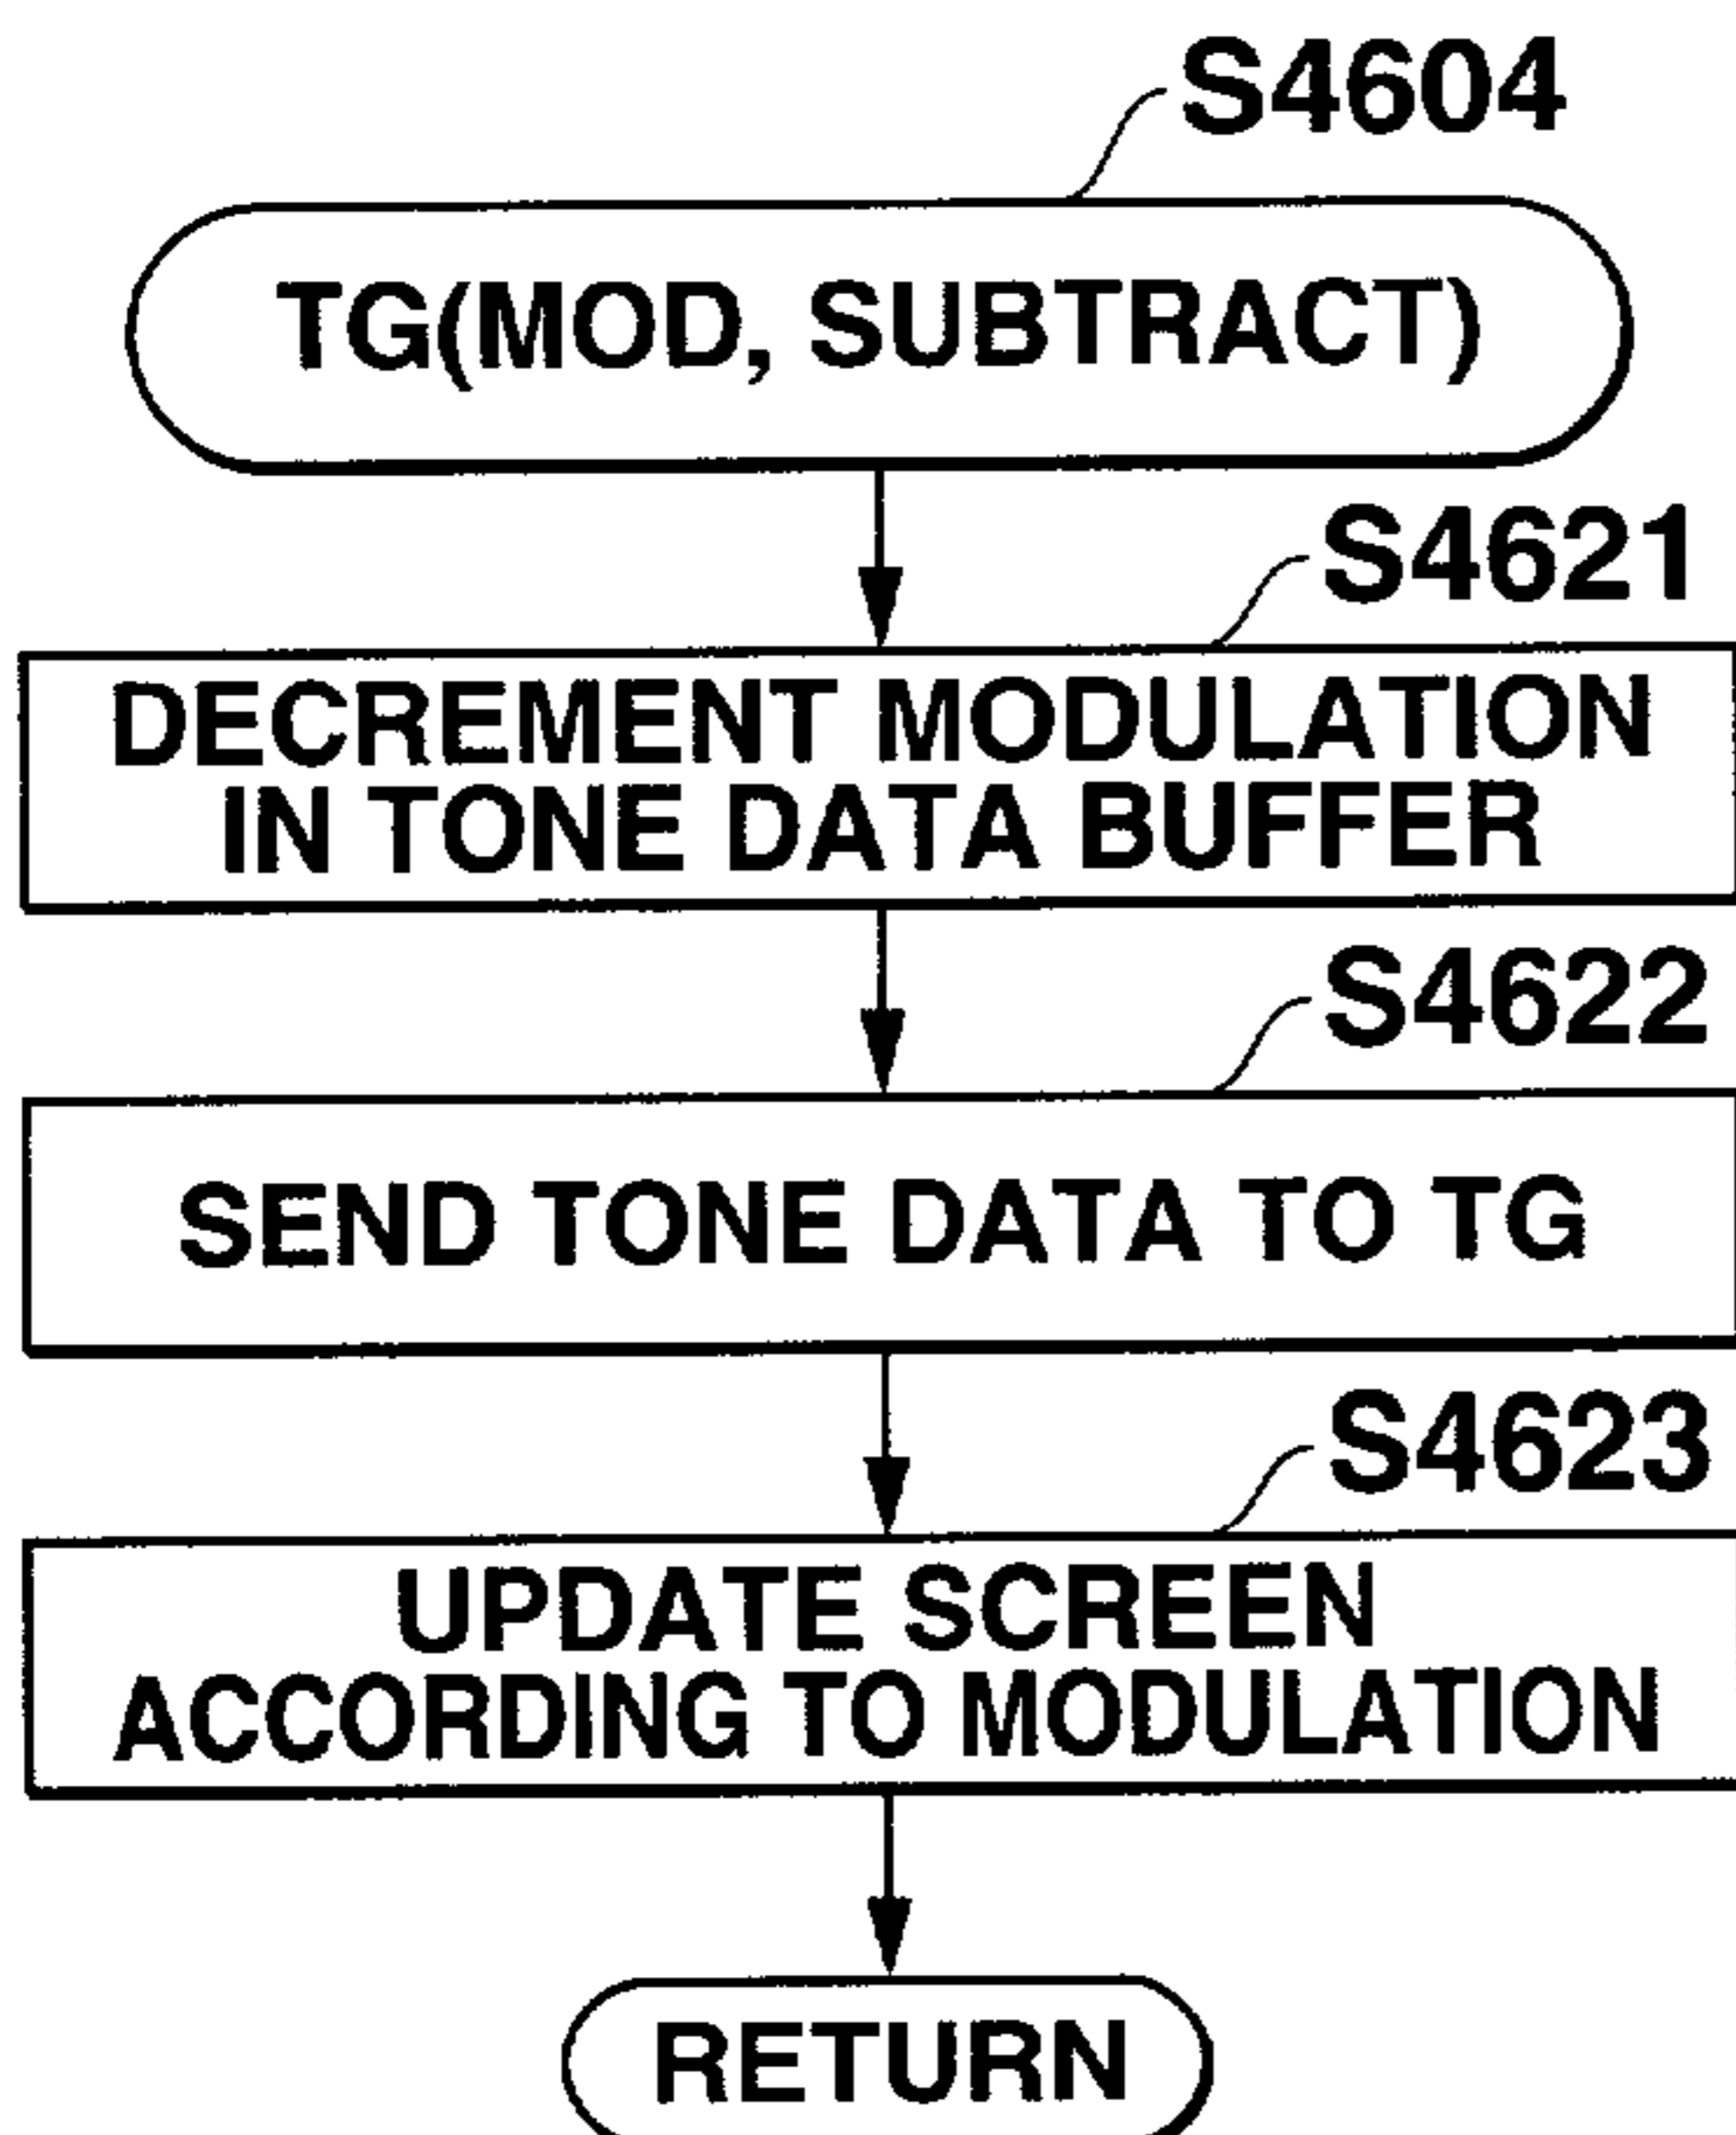 S4604
TG(MOD, SUBTRACT)
S4621
DECREMENT MODULATION
IN TONE DATA BUFFER
S4622
SEND TONE DATA TO TG
S4623
UPDATE SCREEN
ACCORDING TO MODULATION
RETURN